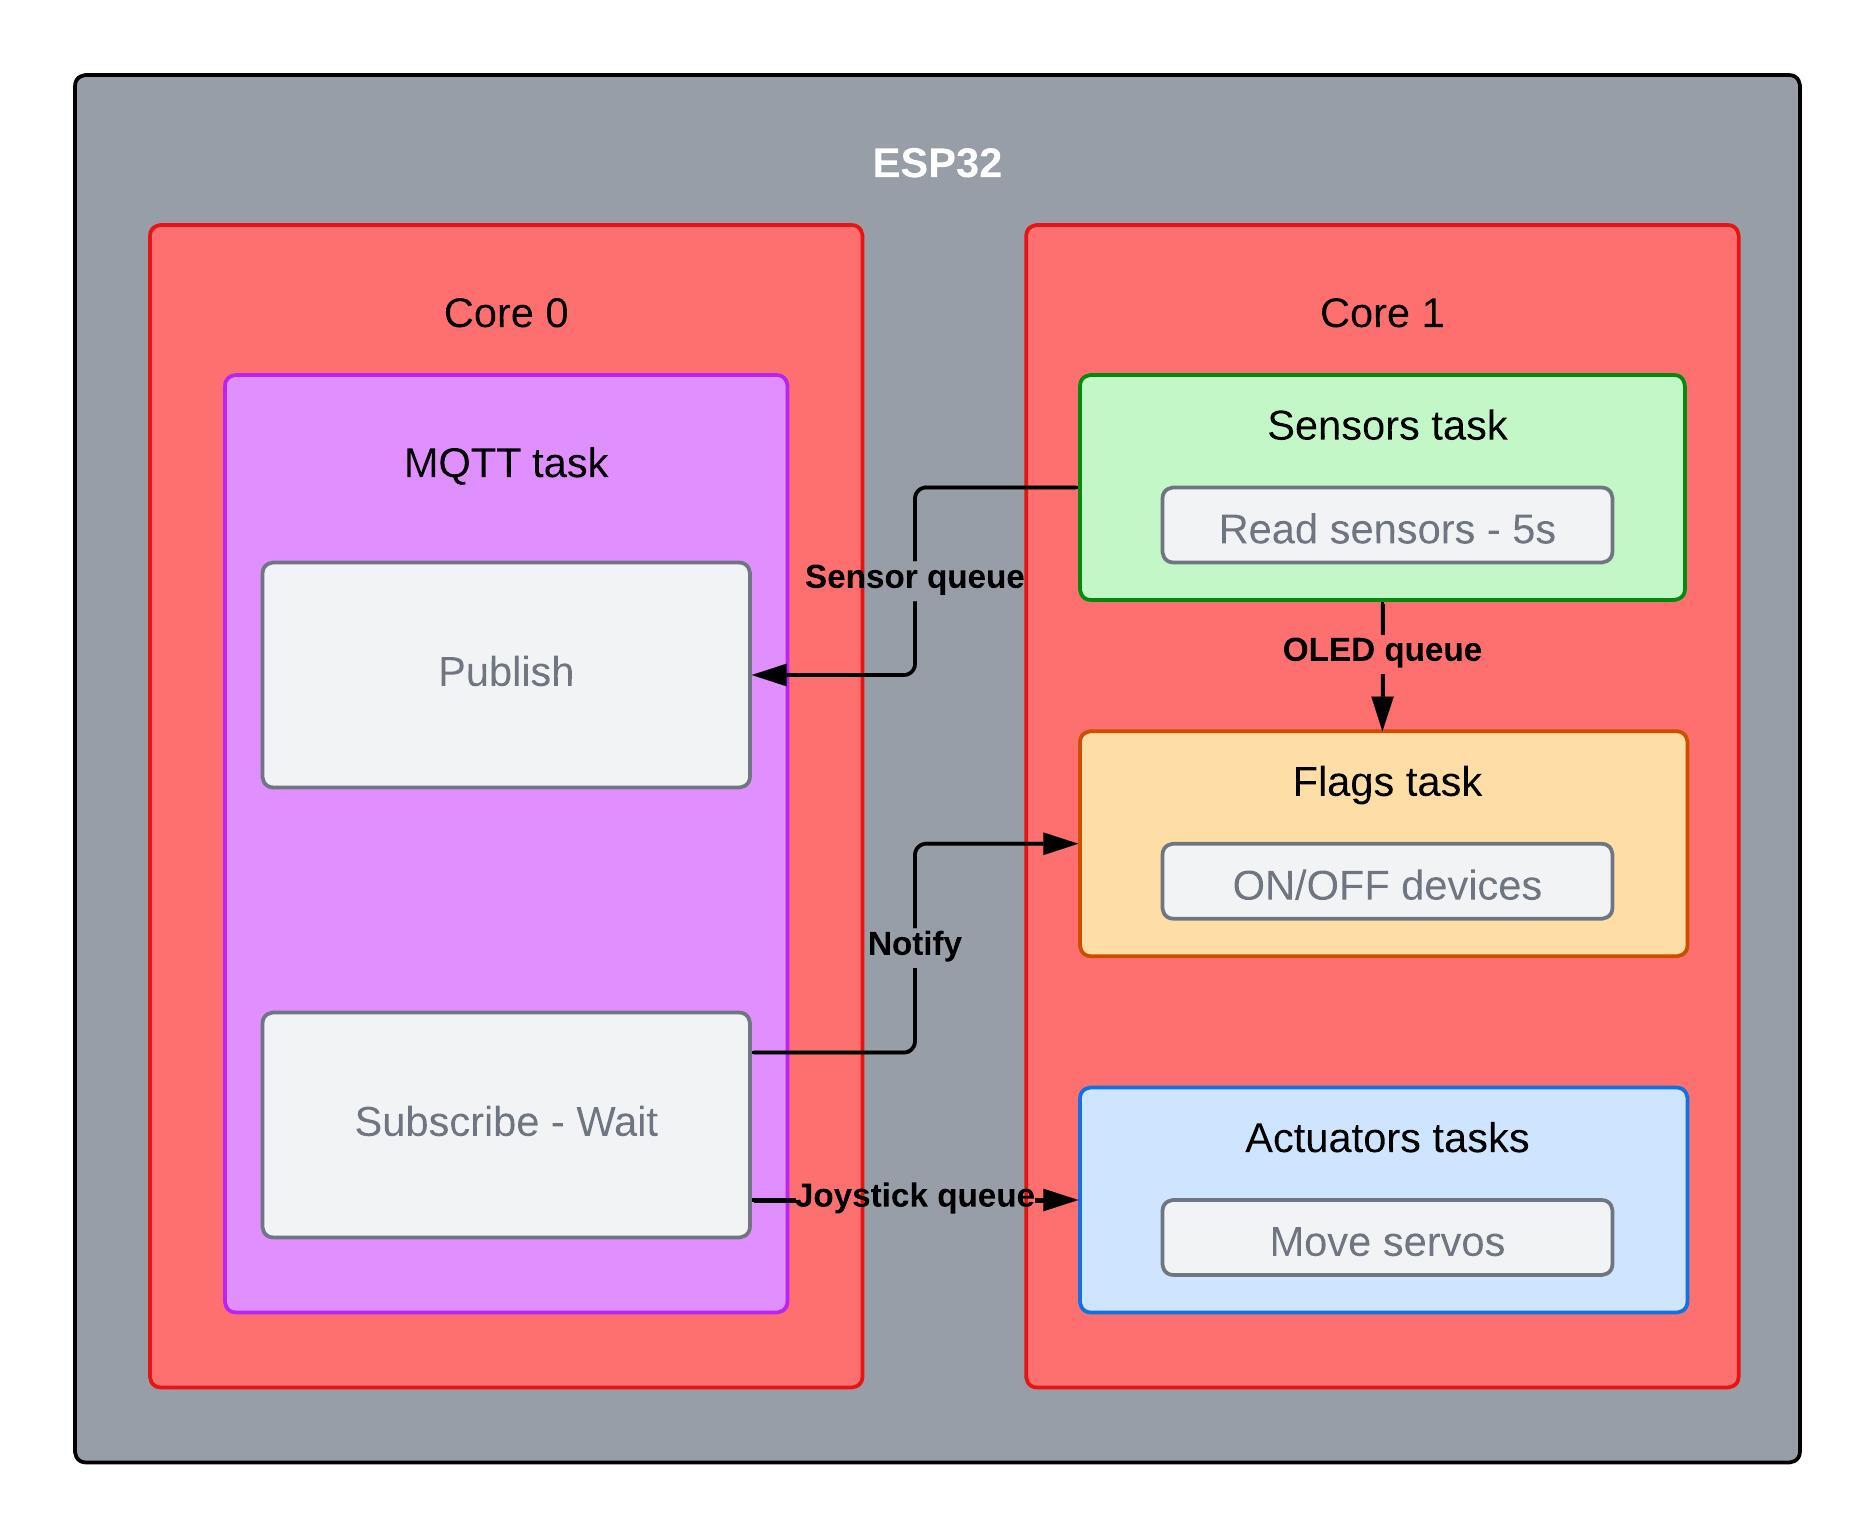 ESP32
Core 0
MQTT task
Publish
Subscribe - Wait
Sensor queue
Notify
Joystick queue
Core 1
Sensors task
Read sensors - 5s
OLED queue
Flags task
ON/OFF devices
Actuators tasks
Move servos